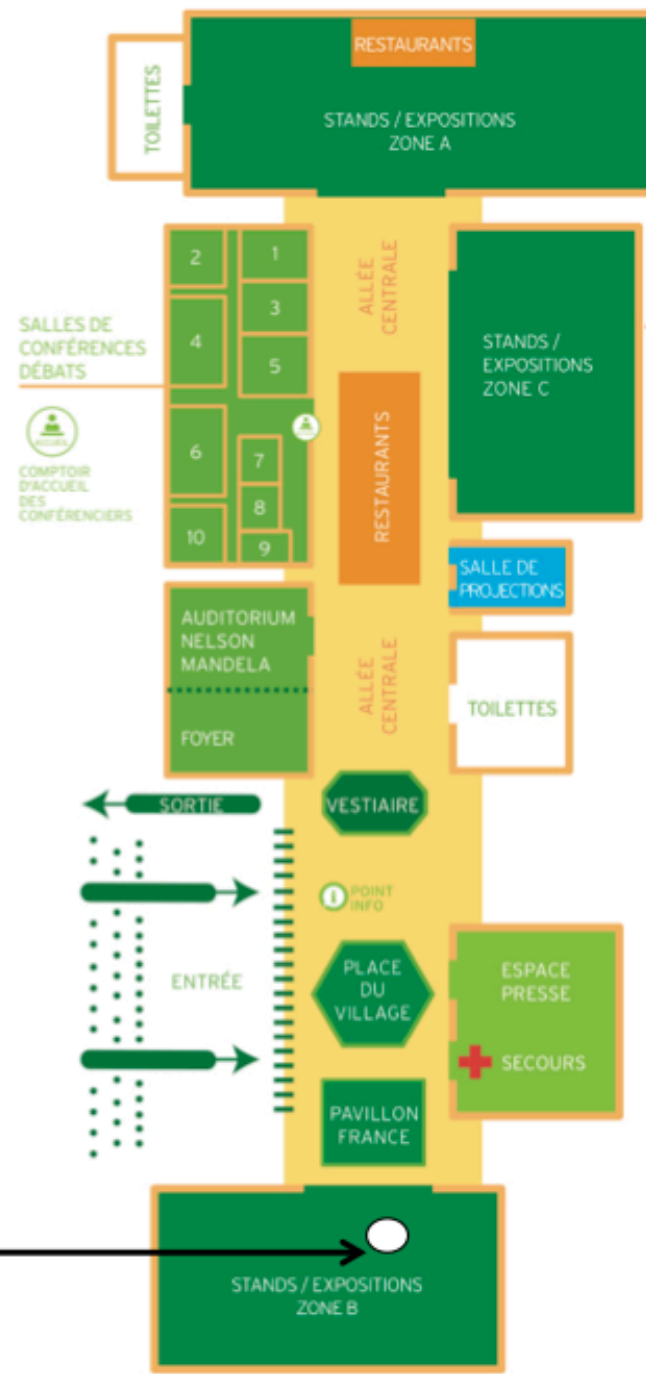 RESTAURANTS
TOILETTES
STANDS / EXPOSITIONS
ZONE A
2
1
3
4
5
6
7
8
9
10
ALLÉE
CENTRALE
SALLES DE
CONFÉRENCES
DÉBATS
ACCUEIL
COMPTOIR
D'ACCUEIL
DES
CONFÉRENCIERS
STANDS /
EXPOSITIONS
ZONE C
RESTAURANTS
SALLE DE
PROJECTIONS
AUDITORIUM
NELSON
MANDELA
FOYER
ALLÉE
CENTRALE
TOILETTES
SORTIE
VESTIAIRE
i POINT
INFO
ENTRÉE
PLACE
DU
VILLAGE
ESPACE
PRESSE
SECOURS
PAVILLON
FRANCE
STANDS / EXPOSITIONS
ZONE B